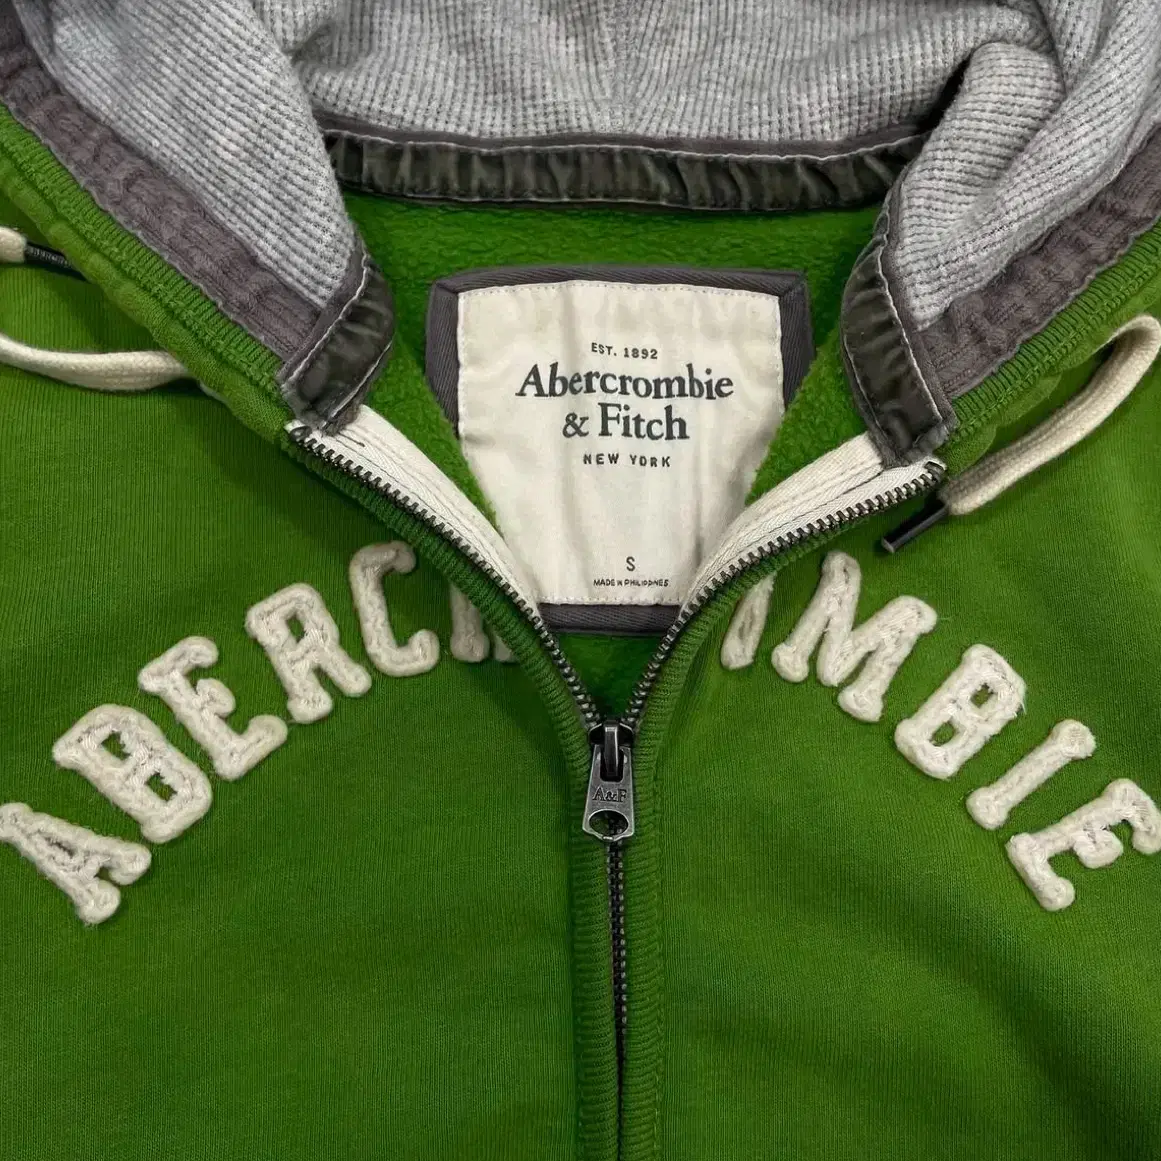 EST. 1892
Abercrombie
& Fitch
NEW YORK
S
MADE IN PHILIPPINES
ABERC MBIE
A&F